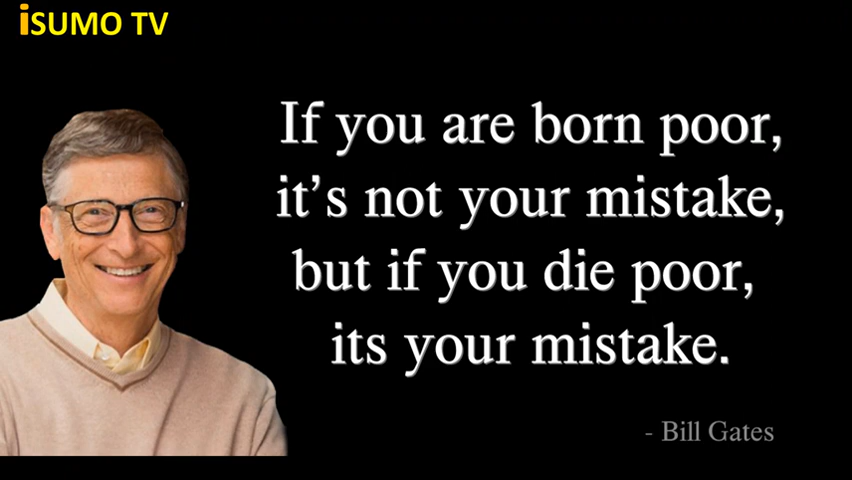 iSUMO TV
If you are born poor,
it’s not your mistake,
but if you die poor,
its your mistake.
- Bill Gates